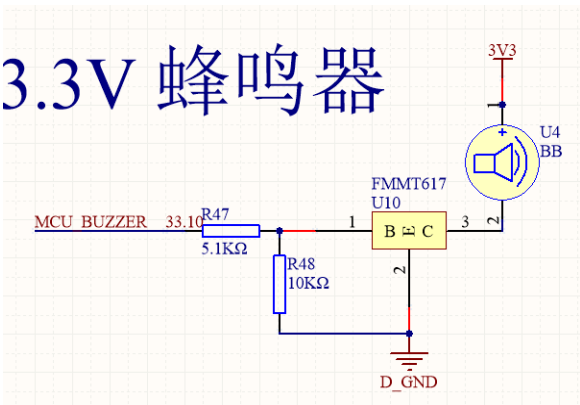 3.3V 蜂鸣器
3V3
1
+
U4
BB
2
FMMT617
U10
MCU_BUZZER 33.10
R47
5.1KΩ
1
B E C
3
2
R48
10KΩ
D_GND